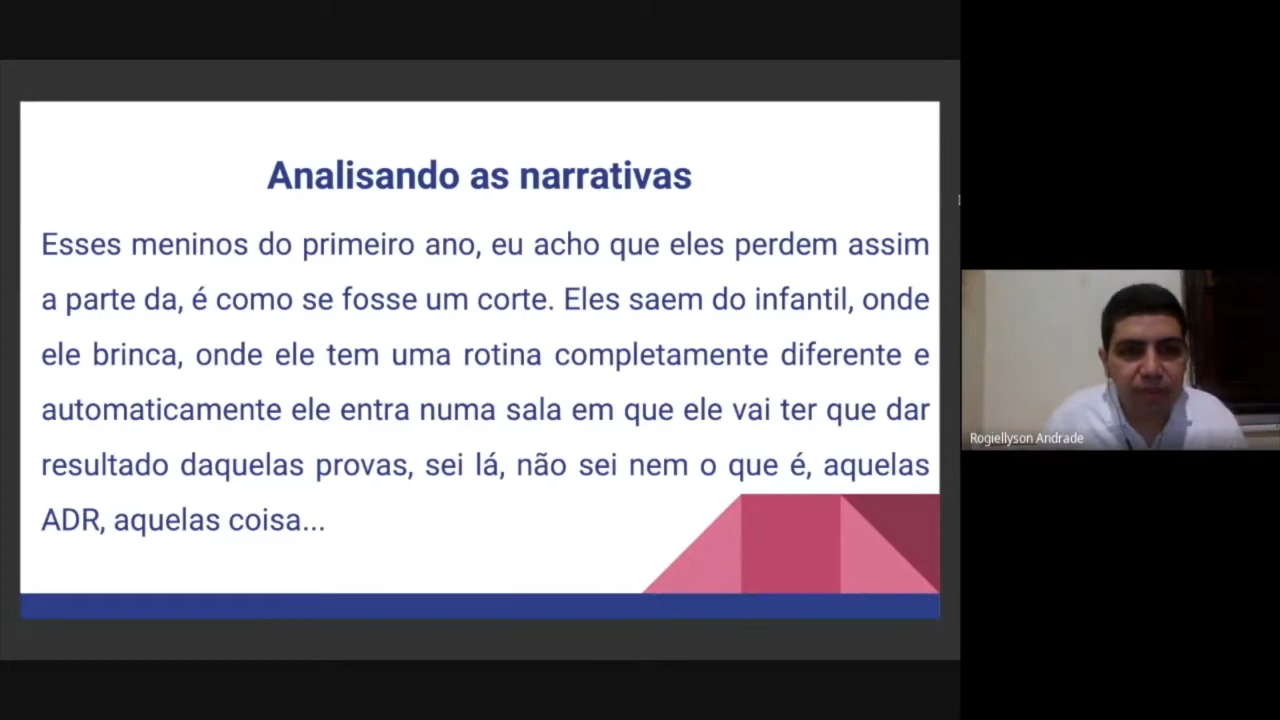 Analisando as narrativas
Esses meninos do primeiro ano, eu acho que eles perdem assim
a parte da, é como se fosse um corte. Eles saem do infantil, onde
ele brinca, onde ele tem uma rotina completamente diferente e
automaticamente ele entra numa sala em que ele vai ter que dar
resultado daquelas provas, sei lá, não sei nem o que é, aquelas
ADR, aquelas coisa...
Rogiellyson Andrade